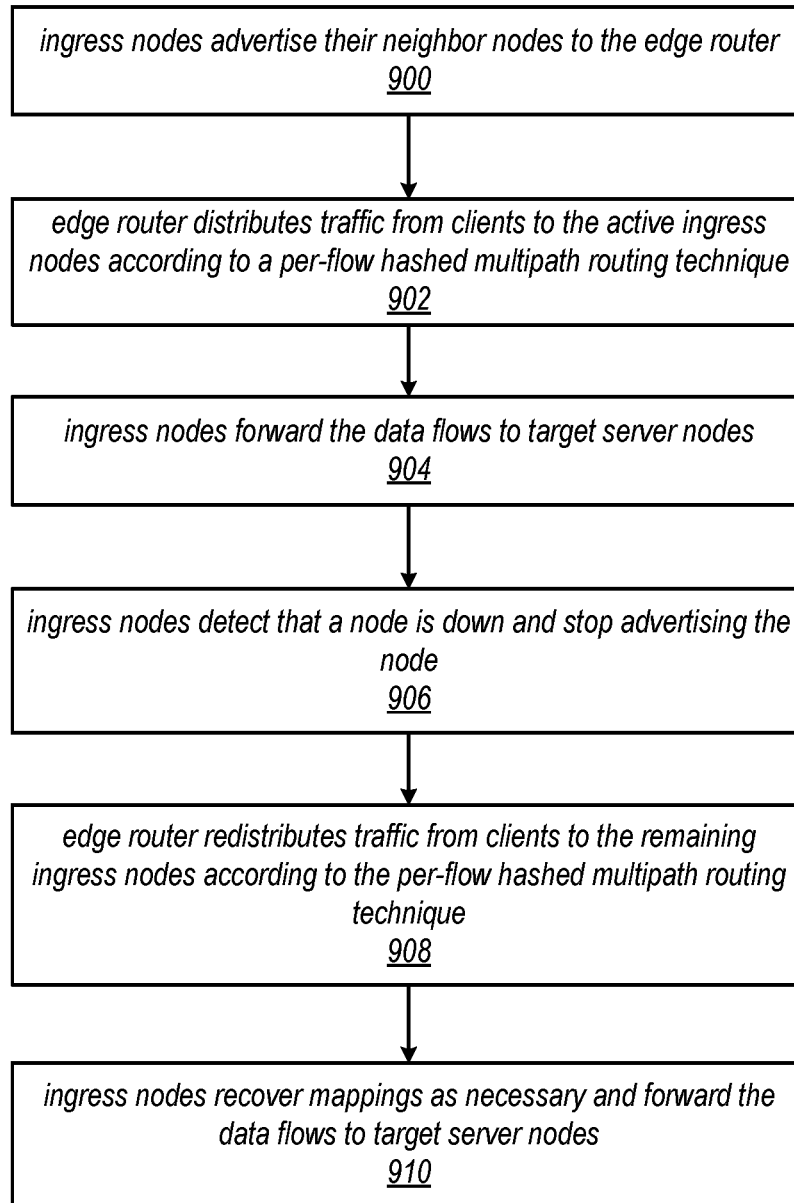 ingress nodes advertise their neighbor nodes to the edge router
900
edge router distributes traffic from clients to the active ingress
nodes according to a per-flow hashed multipath routing technique
902
ingress nodes forward the data flows to target server nodes
904
ingress nodes detect that a node is down and stop advertising the
node
906
edge router redistributes traffic from clients to the remaining
ingress nodes according to the per-flow hashed multipath routing
technique
908
ingress nodes recover mappings as necessary and forward the
data flows to target server nodes
910